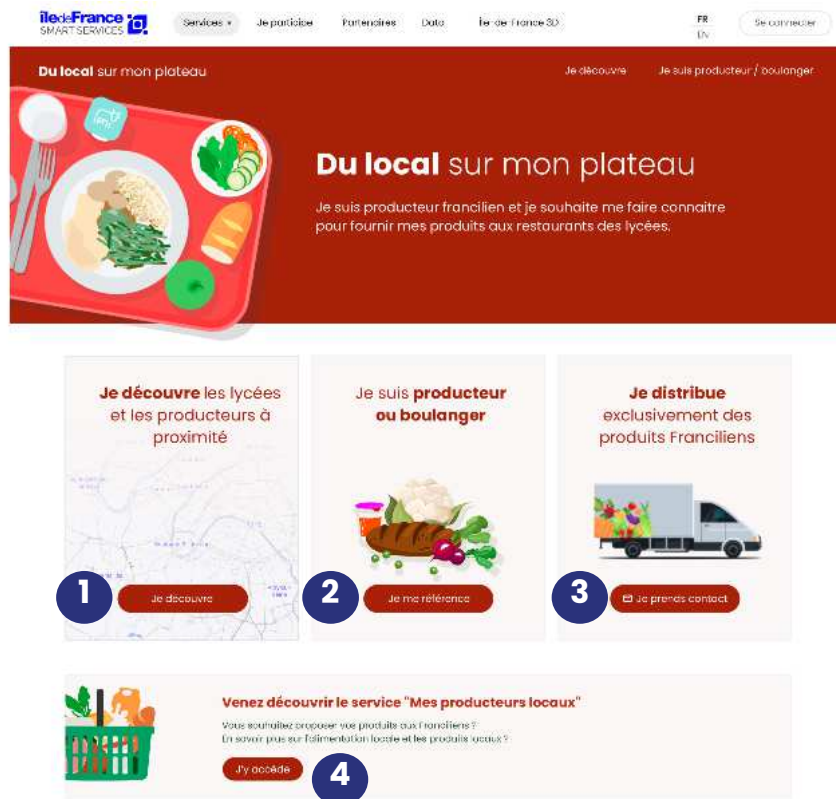 îledeFrance
SMART SERVICES
Services ▾ Je participe Partenaires Data Île-de-France 3D
FR
EN
Se connecter
Du local sur mon plateau
Je découvre Je suis producteur / boulanger
Du local sur mon plateau
Je suis producteur francilien et je souhaite me faire connaitre
pour fournir mes produits aux restaurants des lycées.
Je découvre les lycées
et les producteurs à
proximité
1
Je découvre
Je suis producteur
ou boulanger
2
Je me référence
Je distribue
exclusivement des
produits Franciliens
3
Je prends contact
Venez découvrir le service "Mes producteurs locaux"
Vous souhaitez proposer vos produits aux Franciliens ?
En savoir plus sur l'alimentation locale et les produits locaux ?
J'y accède
4